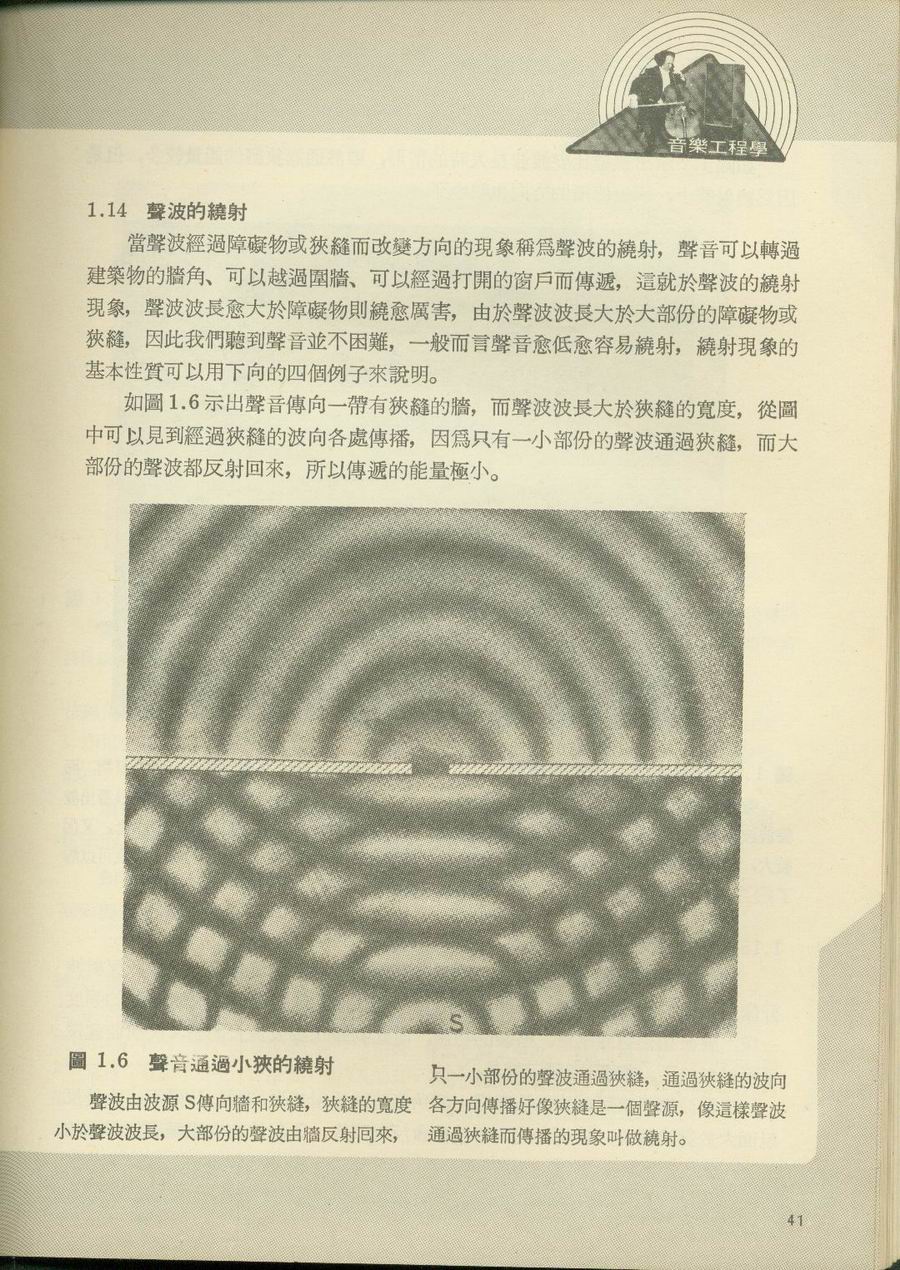 音樂工程學
1.14 聲波的繞射
當聲波經過障礙物或狹縫而改變方向的現象稱爲聲波的繞射，聲音可以轉過
建築物的牆角、可以越過圍牆、可以經過打開的窗戶而傳遞，這就於聲波的繞射
現象，聲波波長愈大於障礙物則繞愈厲害，由於聲波波長大於大部份的障礙物或
狹縫，因此我們聽到聲音並不困難，一般而言聲音愈低愈容易繞射，繞射現象的
基本性質可以用下向的四個例子來說明。
如圖1.6示出聲音傳向一帶有狹縫的牆，而聲波波長大於狹縫的寬度，從圖
中可以見到經過狹縫的波向各處傳播，因爲只有一小部份的聲波通過狹縫，而大
部份的聲波都反射回來，所以傳遞的能量極小。
S
圖 1.6 聲音通過小狹的繞射
聲波由波源S傳向牆和狹縫，狹縫的寬度
小於聲波波長，大部份的聲波由牆反射回來，
只一小部份的聲波通過狹縫，通過狹縫的波向
各方向傳播好像狹縫是一個聲源，像這樣聲波
通過狹縫而傳播的現象叫做繞射。
41